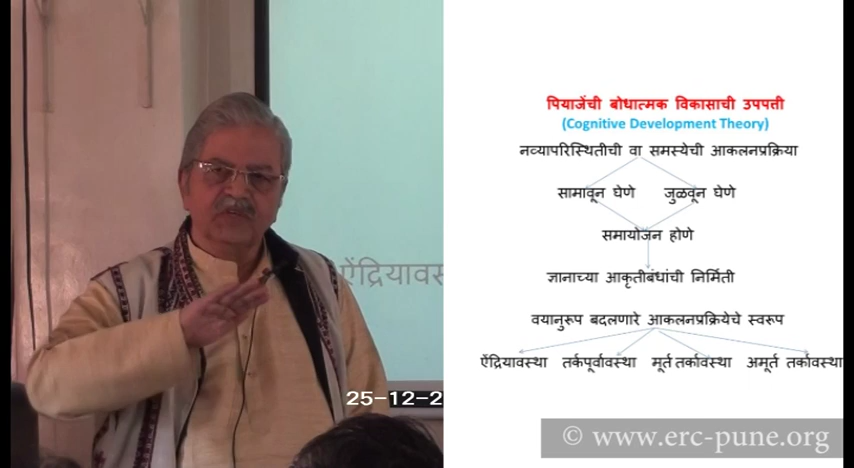 ऐंद्रियावस
25-12-2
पियाजेंची बोधात्मक विकासाची उपपत्ती
(Cognitive Development Theory)
नव्यापरिस्थितीची वा समस्येची आकलनप्रक्रिया
सामावून घेणे जुळवून घेणे
समायोजन होणे
ज्ञानाच्या आकृतीबंधांची निर्मिती
वयानुरूप बदलणारे आकलनप्रक्रियेचे स्वरूप
ऐंद्रियावस्था तर्कपूर्वावस्था मूर्त तर्कावस्था अमूर्त तर्कावस्था
© www.erc-pune.org